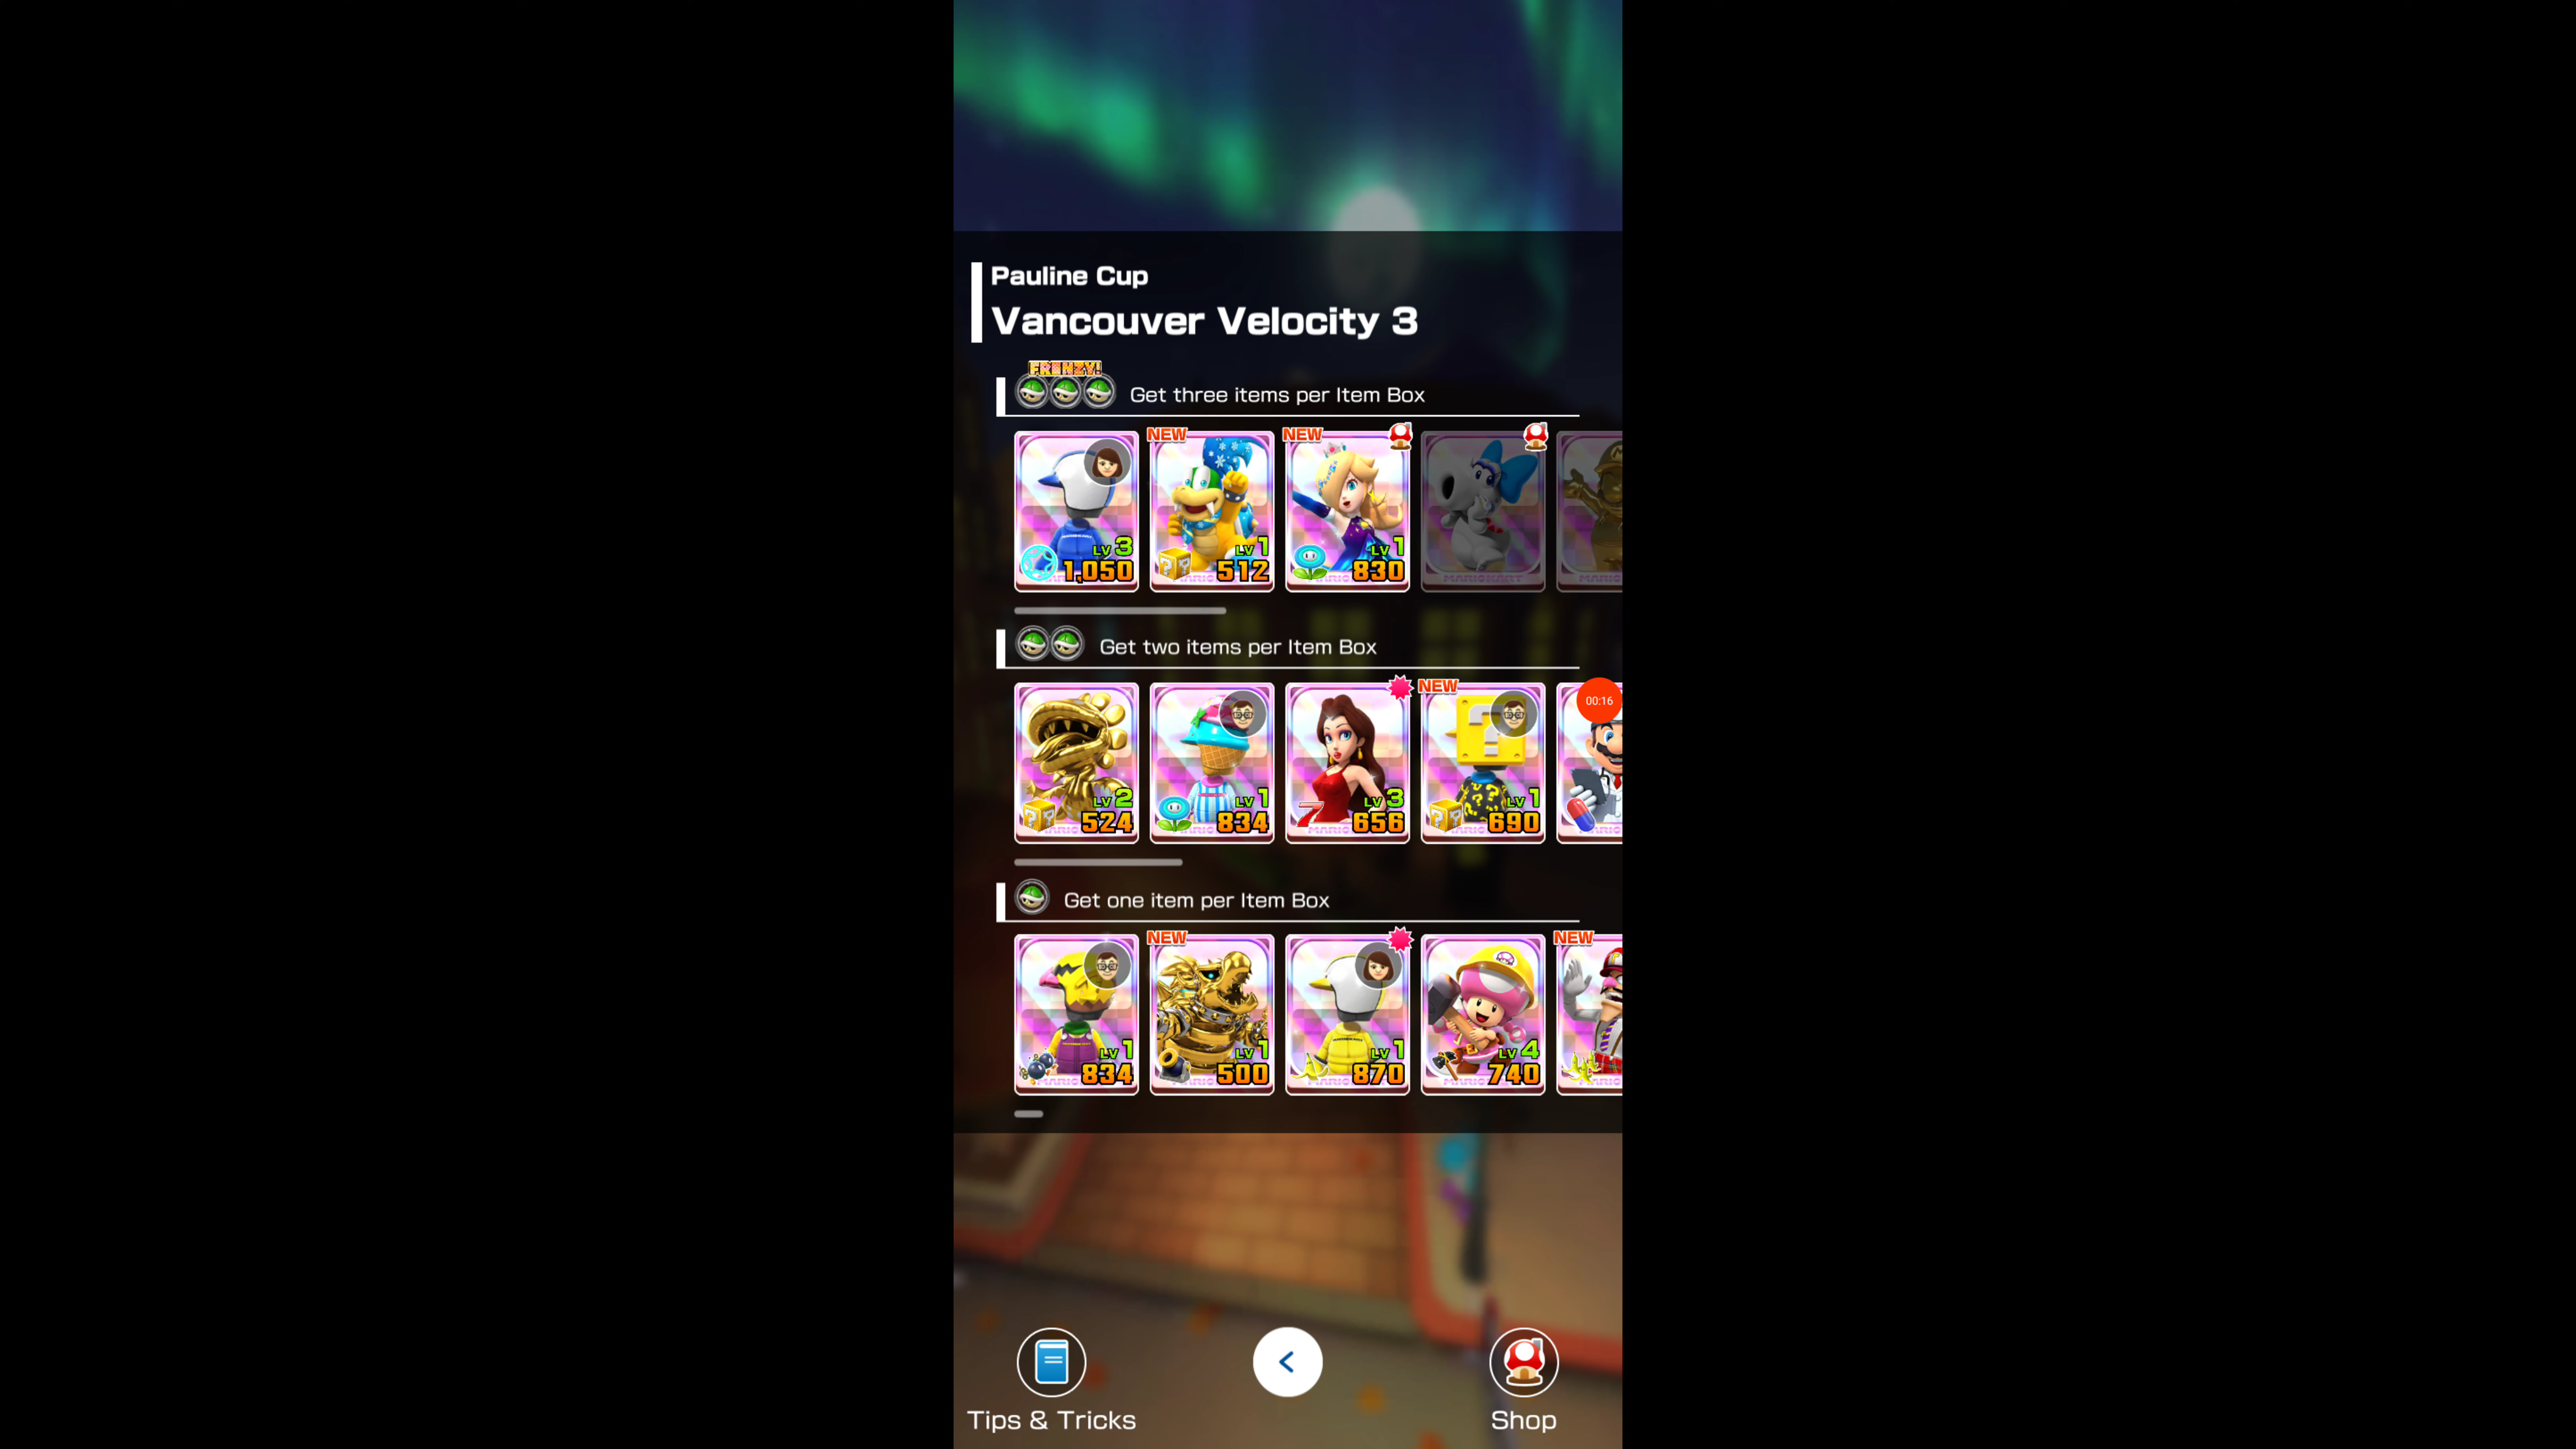 Pauline Cup
Vancouver Velocity 3
FRENZY!
Get three items per Item Box
NEW
NEW
LV 3
LV 1
LV 1
1,050
512
830
MARIOKART
Get two items per Item Box
NEW
00:16
LV 2
LV 1
LV 3
LV 1
524
834
656
690
Get one item per Item Box
NEW
NEW
LV 1
LV 1
LV 1
LV 4
834
500
870
740
Tips & Tricks
Shop